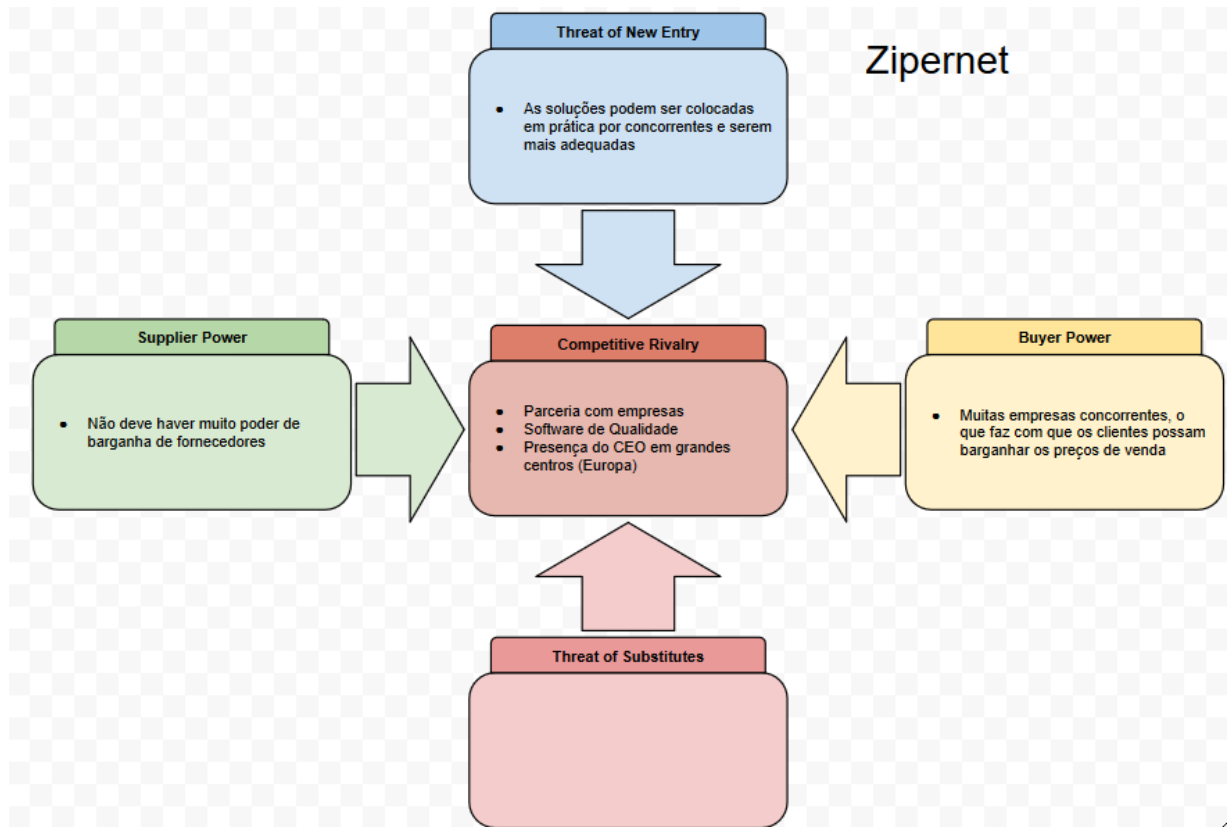 Threat of New Entry
Zipernet
● As soluções podem ser colocadas
em prática por concorrentes e serem
mais adequadas
Supplier Power
● Não deve haver muito poder de
barganha de fornecedores
Competitive Rivalry
● Parceria com empresas
● Software de Qualidade
● Presença do CEO em grandes
centros (Europa)
Buyer Power
● Muitas empresas concorrentes, o
que faz com que os clientes possam
barganhar os preços de venda
Threat of Substitutes